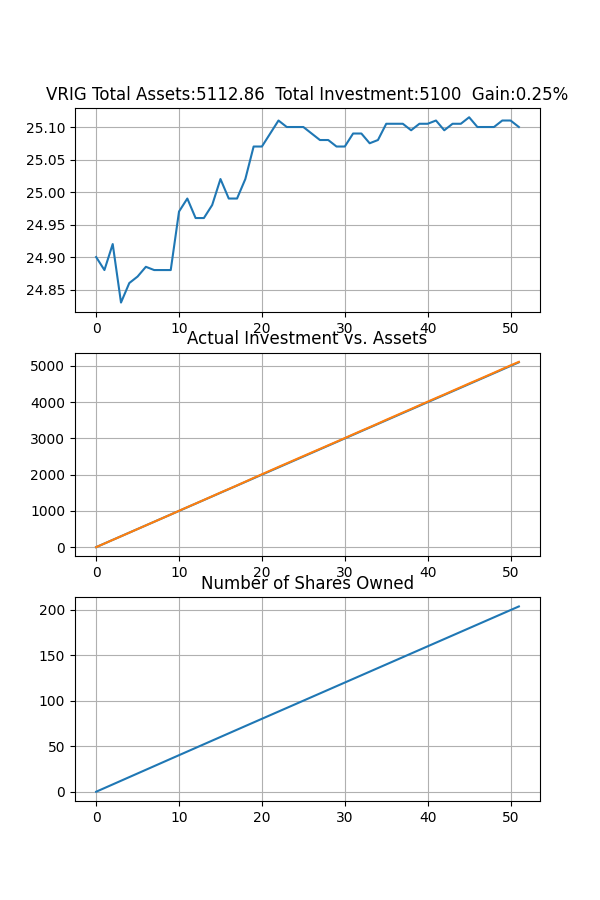 VRIG Total Assets:5112.86  Total Investment:5100  Gain:0.25%
25.10
25.05
25.00
24.95
24.90
24.85
0 10 20 30 40 50
Actual Investment vs. Assets
5000
4000
3000
2000
1000
0
0 10 20 30 40 50
Number of Shares Owned
200
150
100
50
0
0 10 20 30 40 50